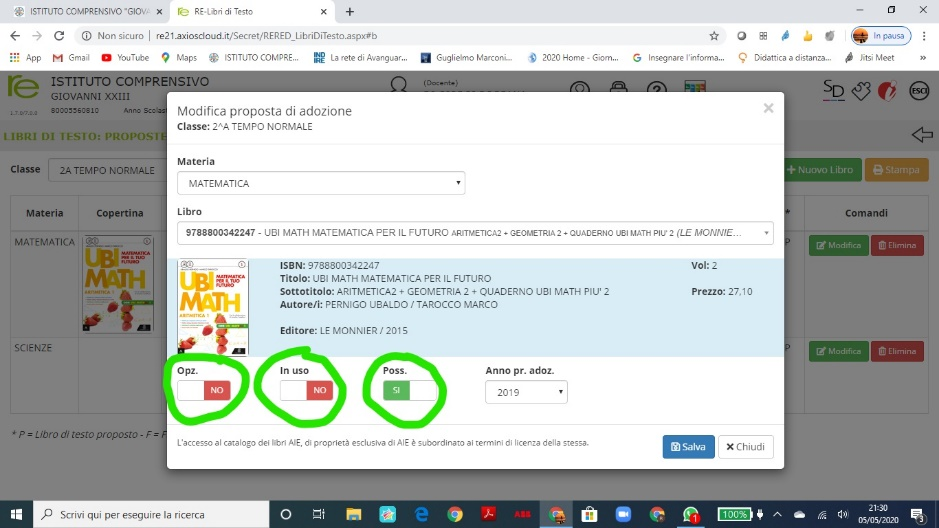 ISTITUTO COMPRENSIVO "GIOVA
RE-Libri di Testo
Non sicuro | re21.axioscloud.it/Secret/RERED_LibriDiTesto.aspx#b
In pausa
App
Gmail
YouTube
Maps
ISTITUTO COMPRE...
La rete di Avanguar...
Guglielmo Marconi...
2020 Home - Giorn...
Insegnare l'informa...
Didattica a distanza...
Jitsi Meet
re
ISTITUTO COMPRENSIVO
GIOVANNI XXIII
80005560810 Anno Scolast
(Docente)
SD
ESCI
LIBRI DI TESTO: PROPOSTE
Classe 2A TEMPO NORMALE
+ Nuovo Libro
Stampa
Materia Copertina * Comandi
MATEMATICA P Modifica Elimina
SCIENZE P Modifica Elimina
* P = Libro di testo proposto - F = F
Modifica proposta di adozione
Classe: 2^A TEMPO NORMALE
Materia
MATEMATICA
Libro
9788800342247 - UBI MATH MATEMATICA PER IL FUTURO ARITMETICA2 + GEOMETRIA 2 + QUADERNO UBI MATH PIU' 2 (LE MONNIE...
UBI MATH
MATEMATICA PER IL TUO FUTURO
ARITMETICA 1
ISBN: 9788800342247 Vol: 2
Titolo: UBI MATH MATEMATICA PER IL FUTURO
Sottotitolo: ARITMETICA2 + GEOMETRIA 2 + QUADERNO UBI MATH PIU' 2 Prezzo: 27,10
Autore/i: PERNIGO UBALDO / TAROCCO MARCO
Editore: LE MONNIER / 2015
Opz. In uso Poss. Anno pr. adoz.
NO NO SI 2019
L'accesso al catalogo dei libri AIE, di proprietà esclusiva di AIE è subordinato ai termini di licenza della stessa.
Salva
Chiudi
Scrivi qui per eseguire la ricerca
100%
21:30
05/05/2020